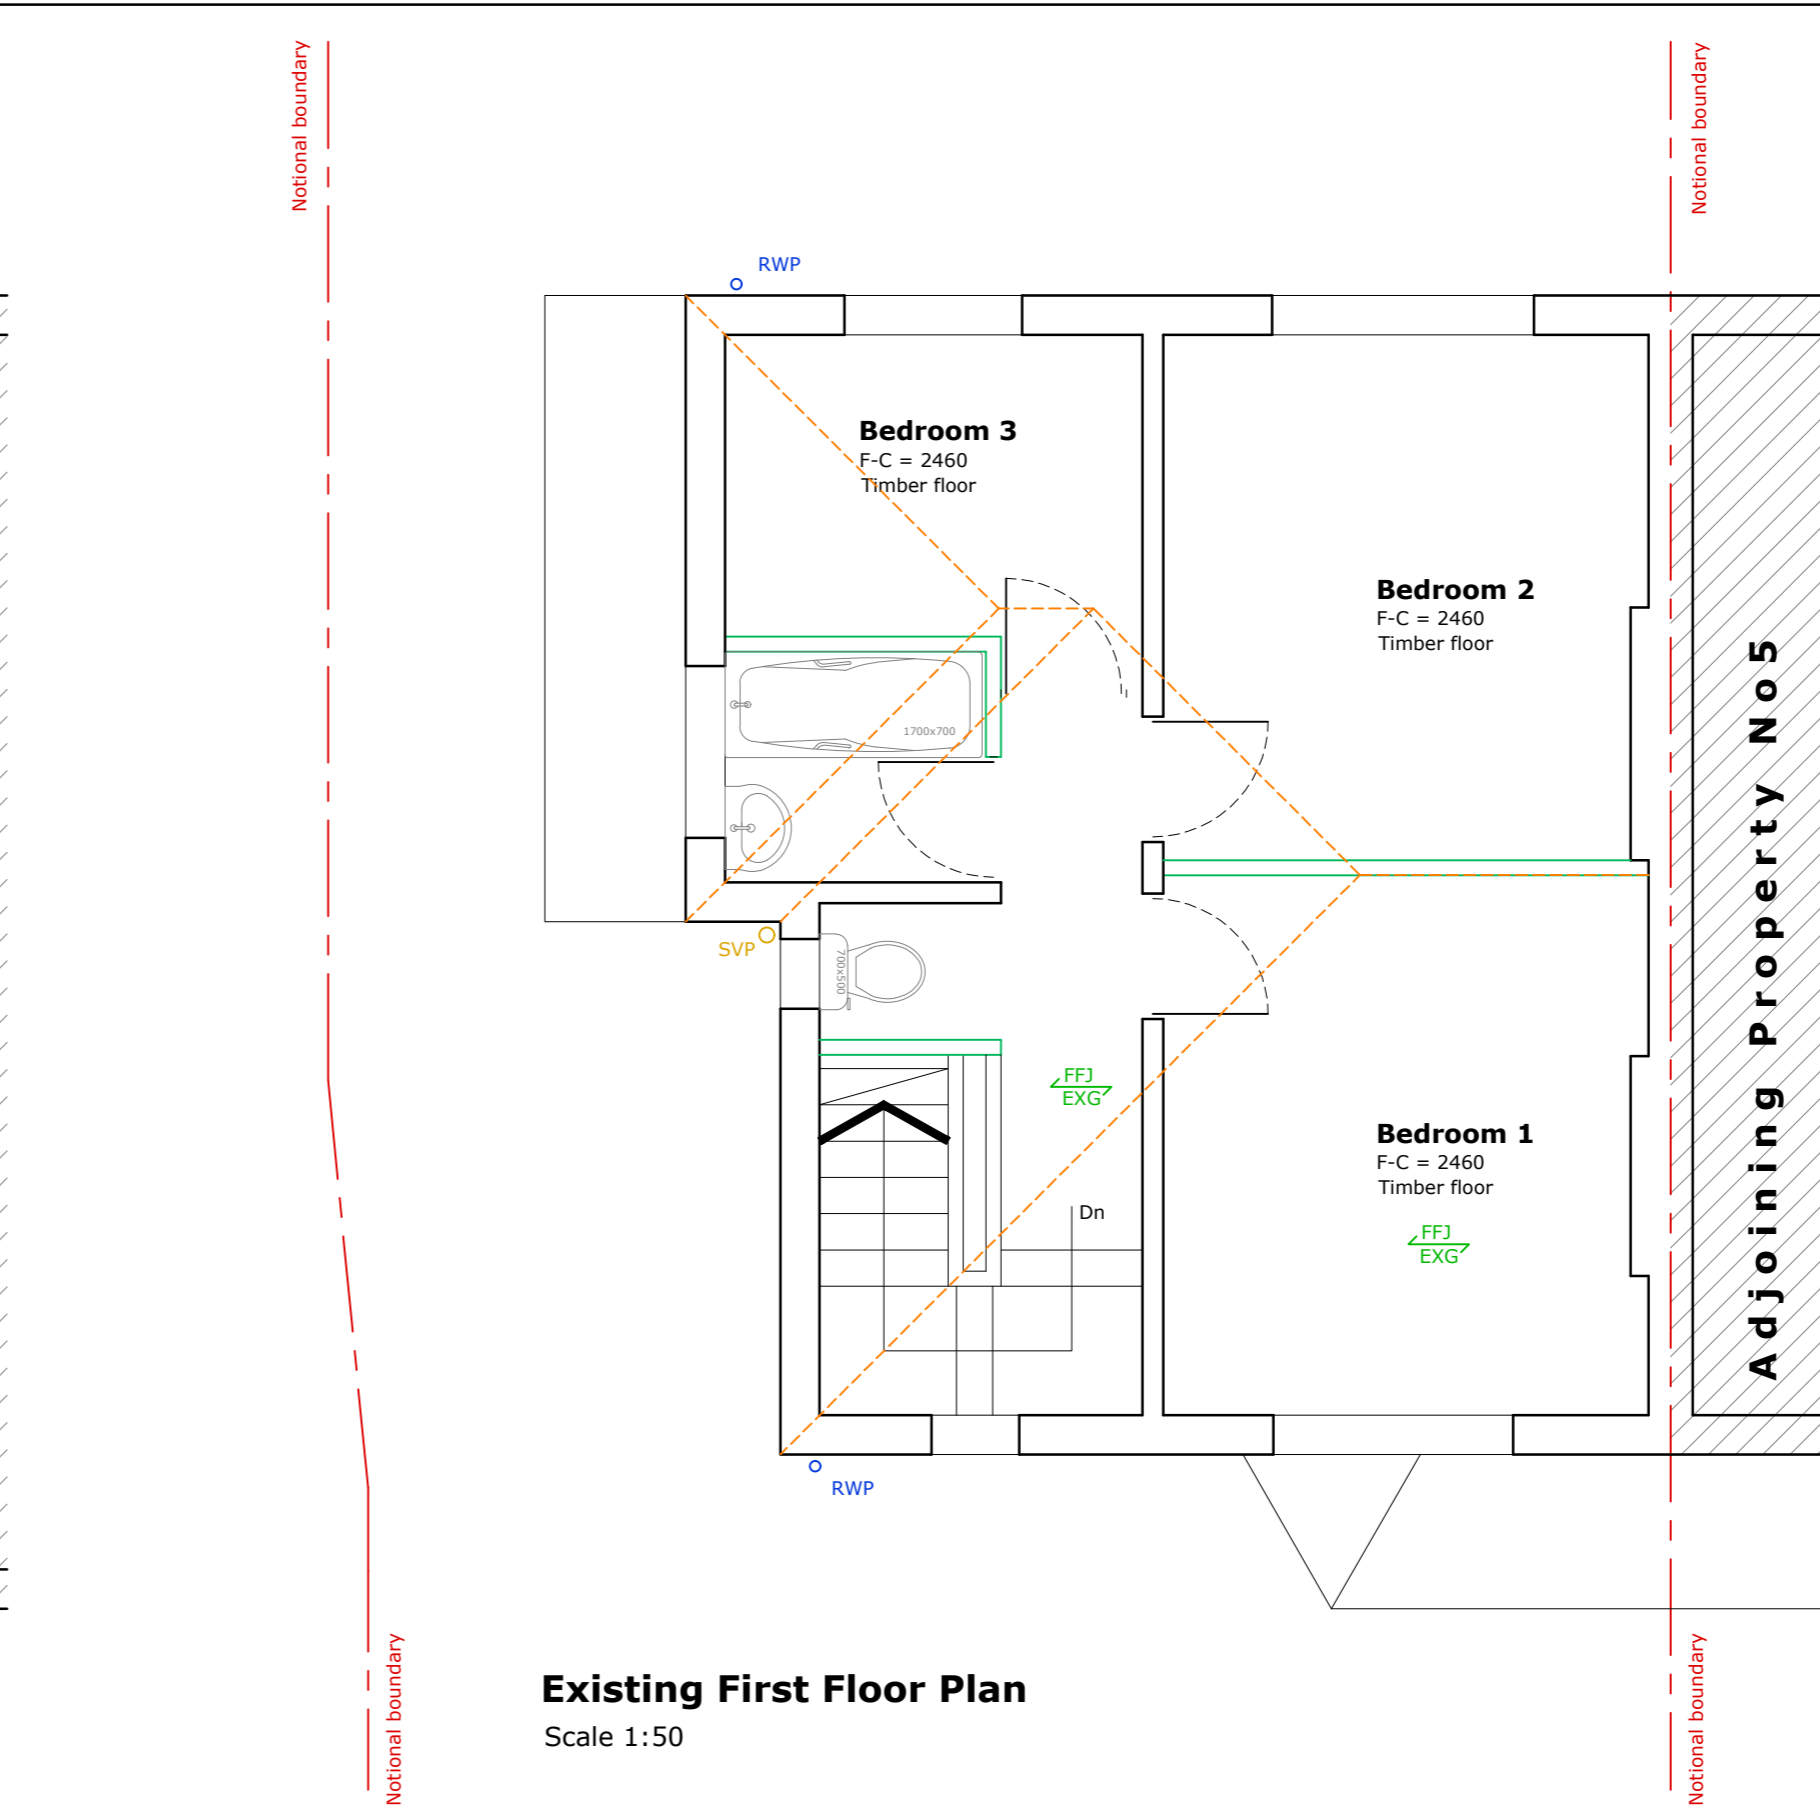 Notional boundary
Notional boundary
RWP
Bedroom 3
F-C = 2460
Timber floor
Bedroom 2
F-C = 2460
Timber floor
1700x700
SVP
700x500
FFJ
EXG
Bedroom 1
F-C = 2460
Timber floor
Dn
FFJ
EXG
Adjoining Property No5
RWP
Notional boundary
Notional boundary
Existing First Floor Plan
Scale 1:50